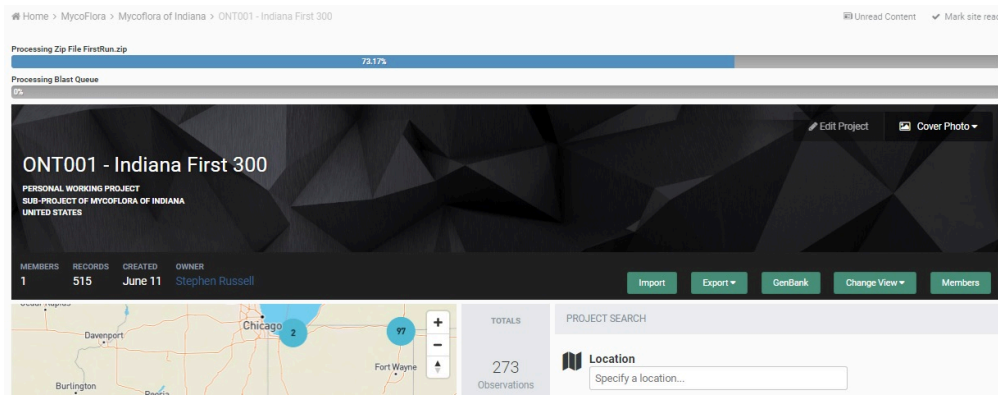 Home > MycoFlora > Mycoflora of Indiana > ONT001 - Indiana First 300
Unread Content
Mark site read
Processing Zip File FirstRun.zip
73.17%
Processing Blast Queue
0%
Edit Project
Cover Photo
ONT001 - Indiana First 300
PERSONAL WORKING PROJECT
SUB-PROJECT OF MYCOFLORA OF INDIANA
UNITED STATES
MEMBERS RECORDS CREATED OWNER
1 515 June 11 Stephen Russell
Import Export GenBank Change View Members
Chicago
2
97
Davenport
Fort Wayne
Burlington
Peoria
+
−
TOTALS
273
Observations
PROJECT SEARCH
Location
Specify a location...